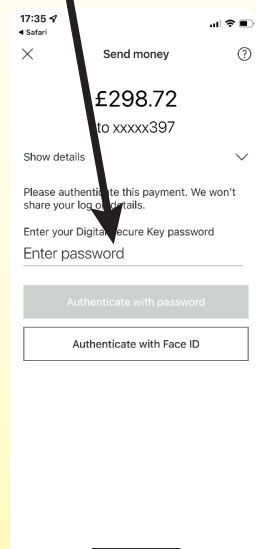 17:35
◀ Safari
Send money
£298.72
to xxxxx397
Show details
Please authenticate this payment. We won't
share your log on details.
Enter your Digital Secure Key password
Enter password
Authenticate with password
Authenticate with Face ID